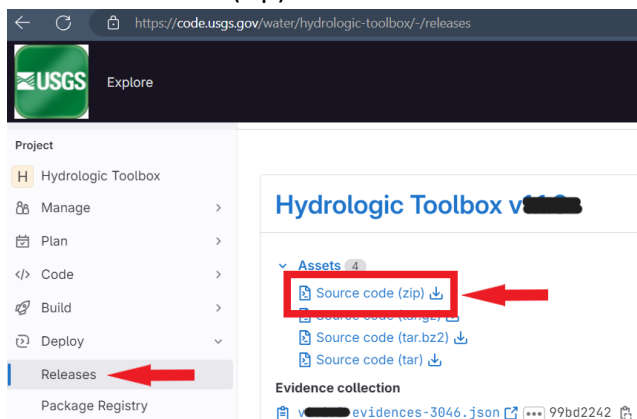 https://code.usgs.gov/water/hydrologic-toolbox/-/releases
USGS
Explore
Project
H Hydrologic Toolbox
Manage
Plan
Code
Build
Deploy
Releases
Package Registry
Hydrologic Toolbox v
Assets 4
Source code (zip)
Source code (tar.gz)
Source code (tar.bz2)
Source code (tar)
Evidence collection
v evidences-3046.json 99bd2242